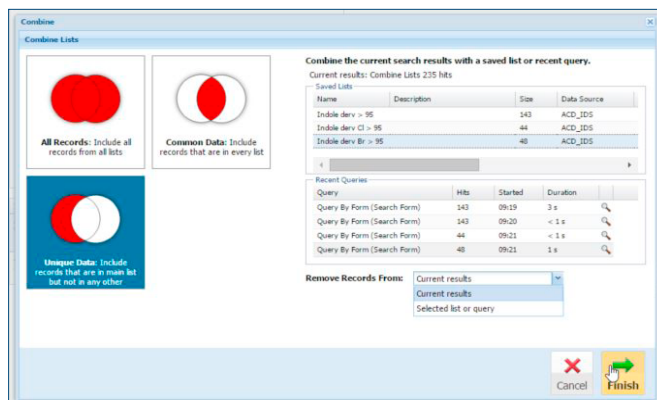 Combine
Combine Lists
All Records: Include all
records from all lists
Common Data: Include
records that are in every list
Unique Data: Include
records that are in main list
but not in any other
Combine the current search results with a saved list or recent query.
Current results: Combine Lists 235 hits
Saved Lists
Name Description Size Data Source
Indole derv > 95 143 ACD_IDS
Indole derv Cl > 95 44 ACD_IDS
Indole derv Br > 95 48 ACD_IDS
Recent Queries
Query Hits Started Duration
Query By Form (Search Form) 143 09:19 3 s
Query By Form (Search Form) 143 09:20 < 1 s
Query By Form (Search Form) 44 09:21 < 1 s
Query By Form (Search Form) 48 09:21 1 s
Remove Records From: Current results
Current results
Selected list or query
Cancel Finish